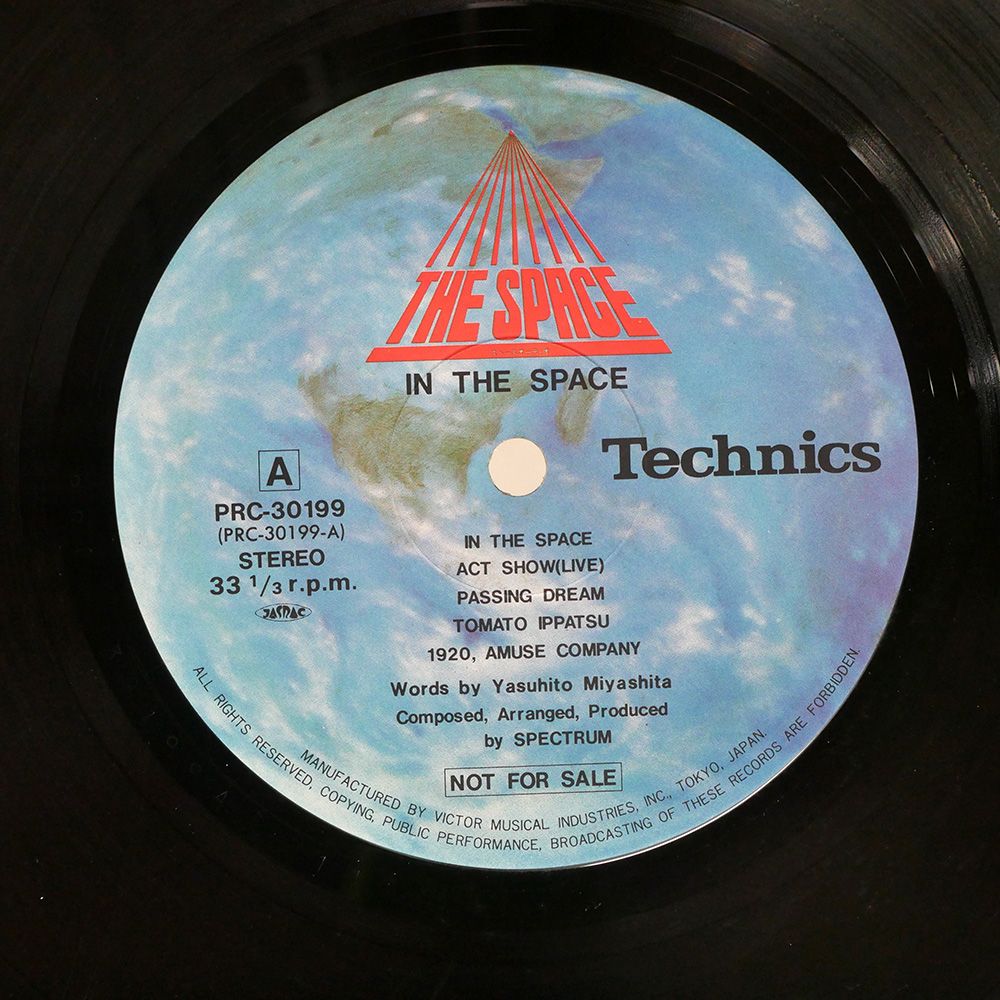 THE SPACE
IN THE SPACE
Technics
A
PRC-30199
(PRC-30199-A)
STEREO
33 1/3 r.p.m.
JASRAC
IN THE SPACE
ACT SHOW(LIVE)
PASSING DREAM
TOMATO IPPATSU
1920, AMUSE COMPANY
Words by Yasuhito Miyashita
Composed, Arranged, Produced
by SPECTRUM
NOT FOR SALE
MANUFACTURED BY VICTOR MUSICAL INDUSTRIES, INC., TOKYO, JAPAN.
ALL RIGHTS RESERVED, COPYING, PUBLIC PERFORMANCE, BROADCASTING OF THESE RECORDS ARE FORBIDDEN.